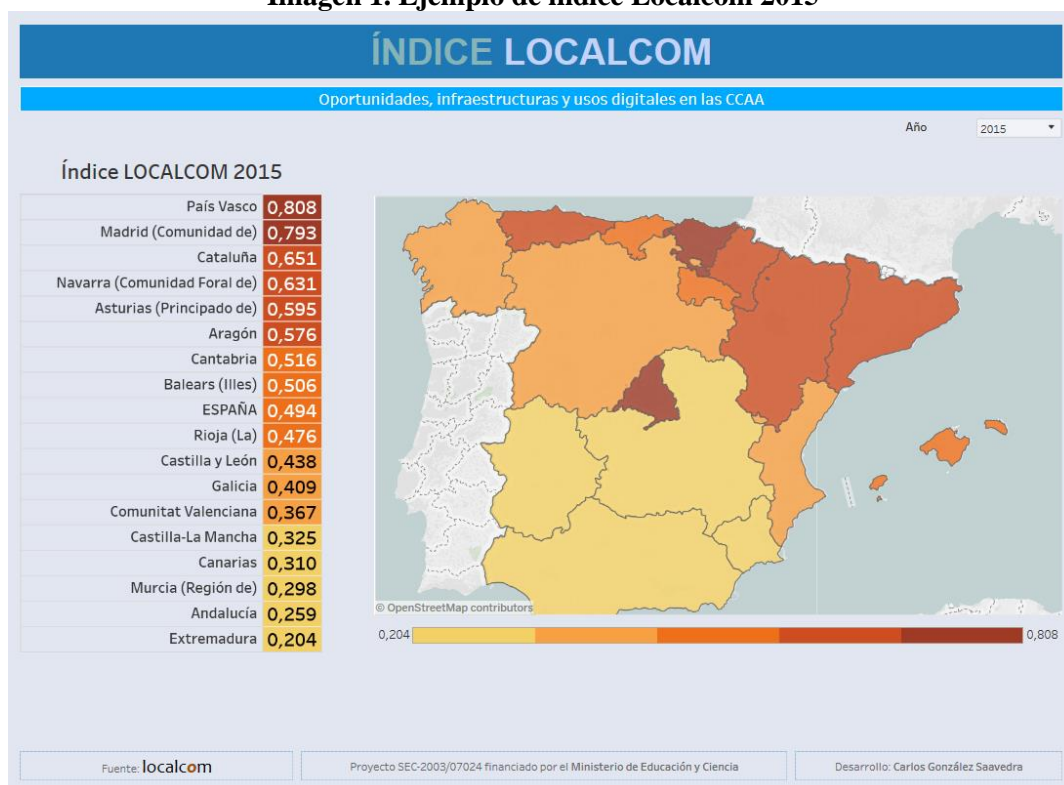 Imagen 1. Ejemplo de índice Localcom 2015
ÍNDICE LOCALCOM
Oportunidades, infraestructuras y usos digitales en las CCAA
Año 2015
Índice LOCALCOM 2015
País Vasco 0,808
Madrid (Comunidad de) 0,793
Cataluña 0,651
Navarra (Comunidad Foral de) 0,631
Asturias (Principado de) 0,595
Aragón 0,576
Cantabria 0,516
Balears (Illes) 0,506
ESPAÑA 0,494
Rioja (La) 0,476
Castilla y León 0,438
Galicia 0,409
Comunitat Valenciana 0,367
Castilla-La Mancha 0,325
Canarias 0,310
Murcia (Región de) 0,298
Andalucía 0,259
Extremadura 0,204
© OpenStreetMap contributors
0,204 0,808
Fuente: localcom
Proyecto SEC-2003/07024 financiado por el Ministerio de Educación y Ciencia
Desarrollo: Carlos González Saavedra